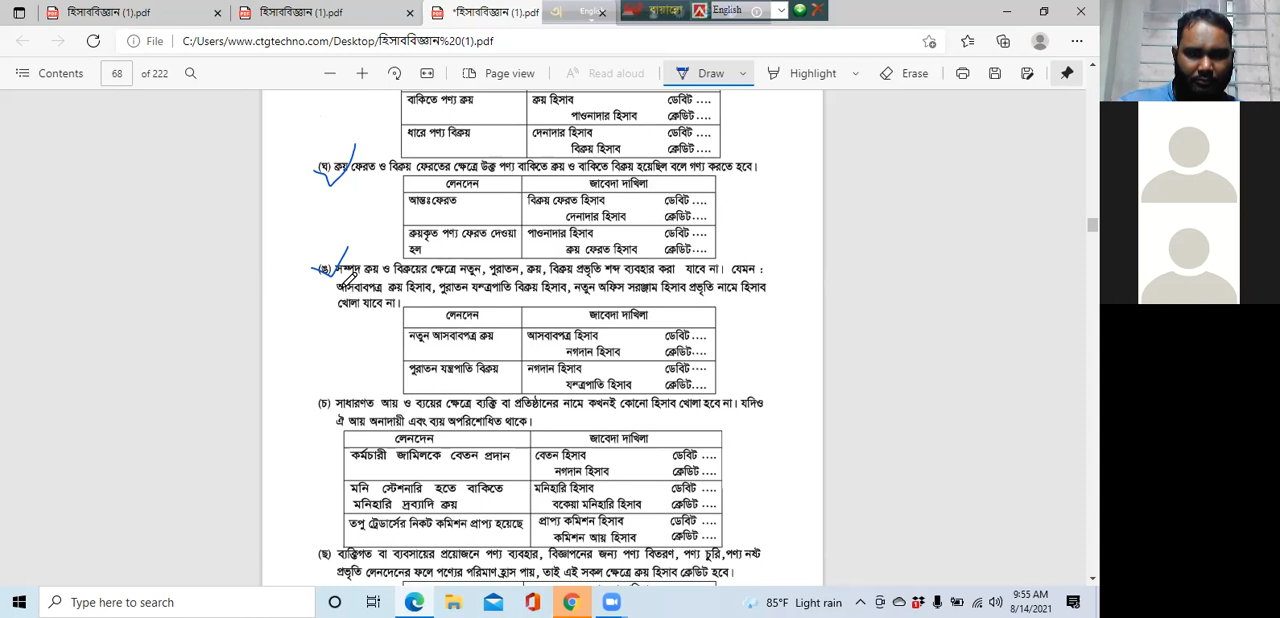 হিসাববিজ্ঞান (1).pdf
হিসাববিজ্ঞান (1).pdf
*হিসাববিজ্ঞান (1).pdf
English
বায়ান্নো
English
File
C:/Users/www.ctgtechno.com/Desktop/হিসাববিজ্ঞান%20(1).pdf
Contents
68
of 222
Page view
Read aloud
Draw
Highlight
Erase
বাকিতে পণ্য ক্রয়
ক্রয় হিসাব
ডেবিট ....
পাওনাদার হিসাব
ক্রেডিট ....
ধারে পণ্য বিক্রয়
দেনাদার হিসাব
ডেবিট ....
বিক্রয় হিসাব
ক্রেডিট ....
(ঘ) ক্রয় ফেরত ও বিক্রয় ফেরতের ক্ষেত্রে উক্ত পণ্য বাকিতে ক্রয় ও বাকিতে বিক্রয় হয়েছিল বলে গণ্য করতে হবে।
লেনদেন
জাবেদা দাখিলা
আন্তঃফেরত
বিক্রয় ফেরত হিসাব
ডেবিট ....
দেনাদার হিসাব
ক্রেডিট ....
ক্রয়কৃত পণ্য ফেরত দেওয়া
হল
পাওনাদার হিসাব
ডেবিট ....
ক্রয় ফেরত হিসাব
ক্রেডিট ....
(ঙ) সম্পদ ক্রয় ও বিক্রয়ের ক্ষেত্রে নতুন, পুরাতন, ক্রয়, বিক্রয় প্রভৃতি শব্দ ব্যবহার করা যাবে না। যেমন :
আসবাবপত্র ক্রয় হিসাব, পুরাতন যন্ত্রপাতি বিক্রয় হিসাব, নতুন অফিস সরঞ্জাম হিসাব প্রভৃতি নামে হিসাব
খোলা যাবে না।
লেনদেন
জাবেদা দাখিলা
নতুন আসবাবপত্র ক্রয়
আসবাবপত্র হিসাব
ডেবিট ....
নগদান হিসাব
ক্রেডিট....
পুরাতন যন্ত্রপাতি বিক্রয়
নগদান হিসাব
ডেবিট ....
যন্ত্রপাতি হিসাব
ক্রেডিট....
(চ) সাধারণত আয় ও ব্যয়ের ক্ষেত্রে ব্যক্তি বা প্রতিষ্ঠানের নামে কখনই কোনো হিসাব খোলা হবে না। যদিও
ঐ আয় অনাদায়ী এবং ব্যয় অপরিশোধিত থাকে।
লেনদেন
জাবেদা দাখিলা
কর্মচারী জামিলকে বেতন প্রদান
বেতন হিসাব
ডেবিট ....
নগদান হিসাব
ক্রেডিট ....
মনি স্টেশনারি হতে বাকিতে
মনিহারি দ্রব্যাদি ক্রয়
মনিহারি হিসাব
ডেবিট ....
বকেয়া মনিহারি হিসাব
ক্রেডিট ....
তপু ট্রেডার্সের নিকট কমিশন প্রাপ্য হয়েছে
প্রাপ্য কমিশন হিসাব
ডেবিট ....
কমিশন আয় হিসাব
ক্রেডিট ....
(ছ) ব্যক্তিগত বা ব্যবসায়ের প্রয়োজনে পণ্য ব্যবহার, বিজ্ঞাপনের জন্য পণ্য বিতরণ, পণ্য চুরি, পণ্য নষ্ট
প্রভৃতি লেনদেনের ফলে পণ্যের পরিমাণ হ্রাস পায়, তাই এই সকল ক্ষেত্রে ক্রয় হিসাব ক্রেডিট হবে।
Type here to search
85°F Light rain
9:55 AM
8/14/2021